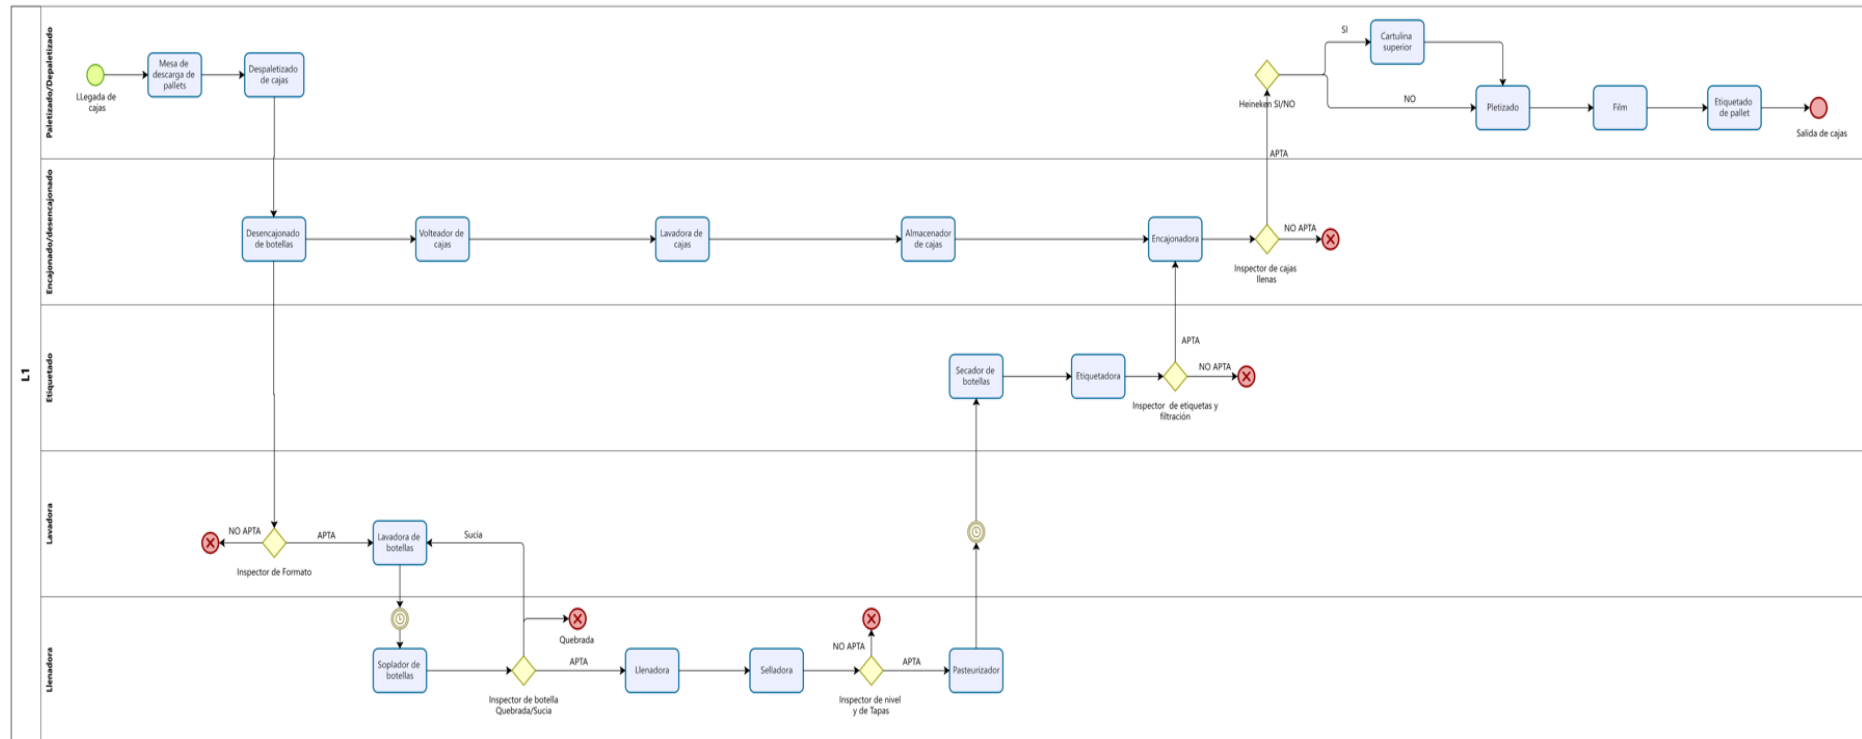 L1
Paletizado/Depaletizado
LLegada de
cajas
Mesa de
descarga de
pallets
Despaletizado
de cajas
Heineken SI/NO
SI
Cartulina
superior
NO
Pletizado
Film
Etiquetado
de pallet
Salida de cajas
APTA
Encajonado/desencajonado
Desencajonado
de botellas
Volteador de
cajas
Lavadora de
cajas
Almacenador
de cajas
Encajonadora
Inspector de cajas
llenas
NO APTA
Etiquetado
Secador de
botellas
Etiquetadora
APTA
Inspector de etiquetas y
filtración
NO APTA
Lavadora
NO APTA
Inspector de Formato
APTA
Lavadora de
botellas
Sucia
Llenadora
Soplador de
botellas
Inspector de botella
Quebrada/Sucia
Quebrada
APTA
Llenadora
Selladora
NO APTA
Inspector de nivel
y de Tapas
APTA
Pasteurizador